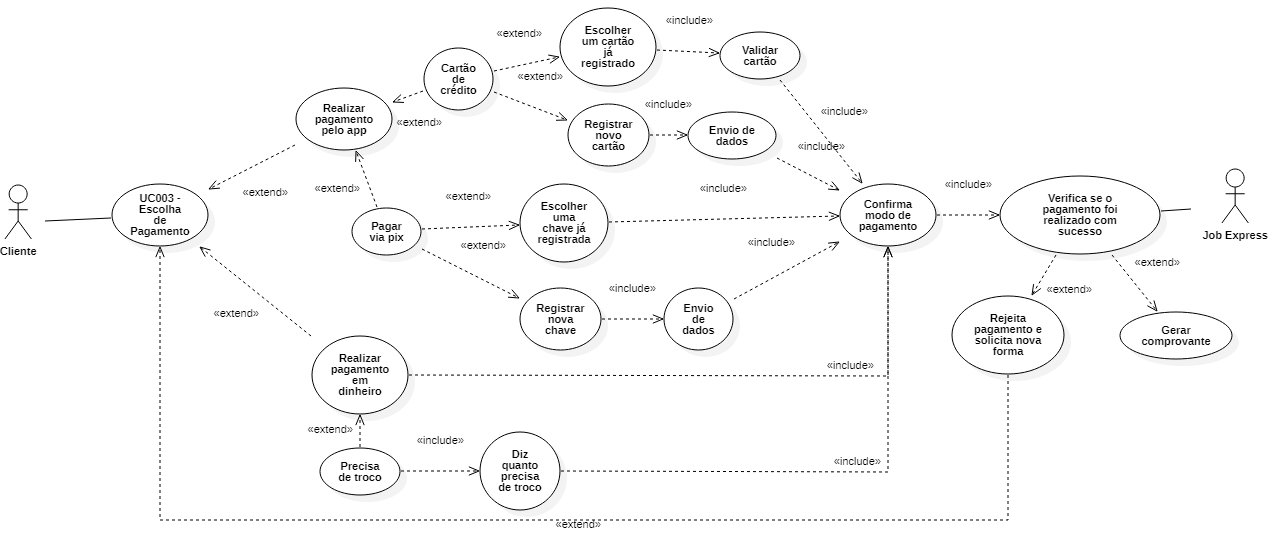 Escolher
um cartão
já
registrado
«include»
Validar
cartão
«extend»
«extend»
Cartão
de
crédito
Realizar
pagamento
pelo app
«extend»
«include»
Registrar
novo
cartão
Envio de
dados
«include»
«include»
Cliente
UC003 -
Escolha
de
Pagamento
«extend»
«extend»
Pagar
via pix
«extend»
«extend»
Escolher
uma
chave já
registrada
«include»
«include»
Registrar
nova
chave
«include»
Envio
de
dados
Confirma
modo de
pagamento
«include»
Verifica se o
pagamento foi
realizado com
sucesso
Job Express
«extend»
«extend»
Rejeita
pagamento e
solicita nova
forma
Gerar
comprovante
«extend»
Realizar
pagamento
em
dinheiro
«include»
«extend»
Precisa
de troco
«include»
Diz
quanto
precisa
de troco
«include»
«extend»